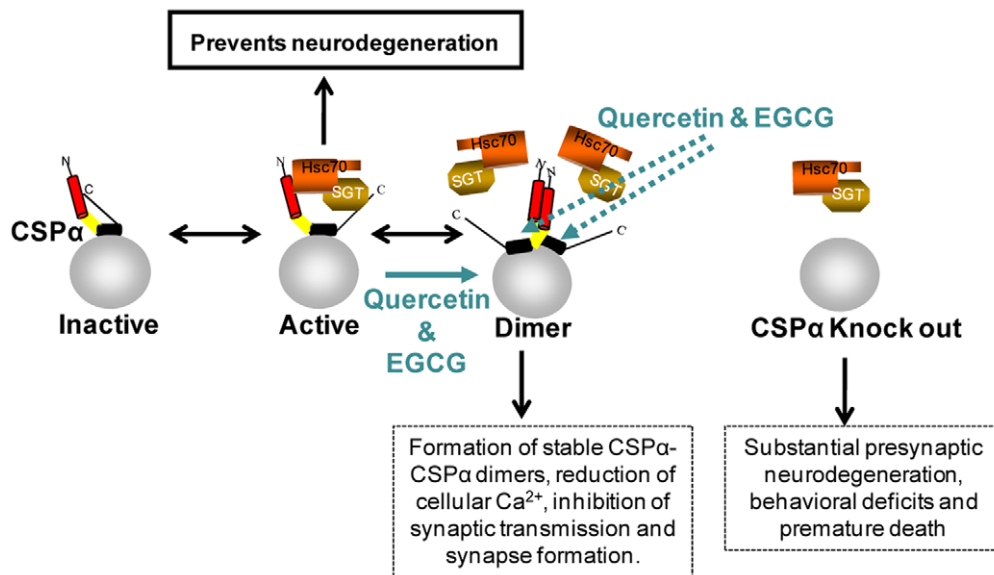 Prevents neurodegeneration
Quercetin & EGCG
N
C
Hsc70
SGT
CSPα
Inactive
N
Hsc70
SGT
C
Active
Quercetin
&
EGCG
Hsc70
SGT
Hsc70
SGT
N
N
C
C
Dimer
Hsc70
SGT
CSPα Knock out
Formation of stable CSPα-
CSPα dimers, reduction of
cellular Ca²⁺, inhibition of
synaptic transmission and
synapse formation.
Substantial presynaptic
neurodegeneration,
behavioral deficits and
premature death